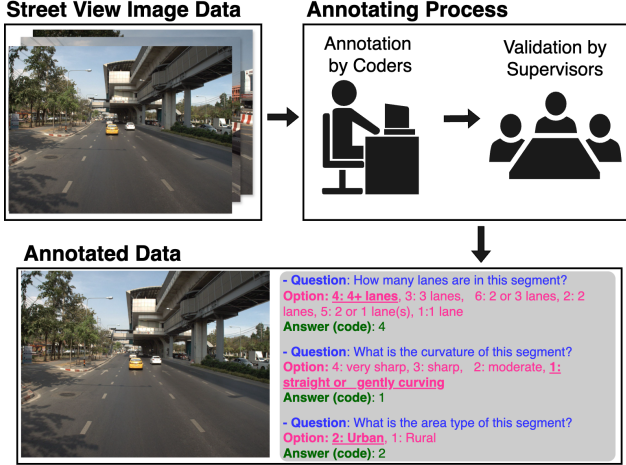 Street View Image Data
Annotating Process
Annotation
by Coders
Validation by
Supervisors
Annotated Data
- Question: How many lanes are in this segment?
Option: 4: 4+ lanes, 3: 3 lanes, 6: 2 or 3 lanes, 2: 2
lanes, 5: 2 or 1 lane(s), 1:1 lane
Answer (code): 4
- Question: What is the curvature of this segment?
Option: 4: very sharp, 3: sharp, 2: moderate, 1:
straight or gently curving
Answer (code): 1
- Question: What is the area type of this segment?
Option: 2: Urban, 1: Rural
Answer (code): 2